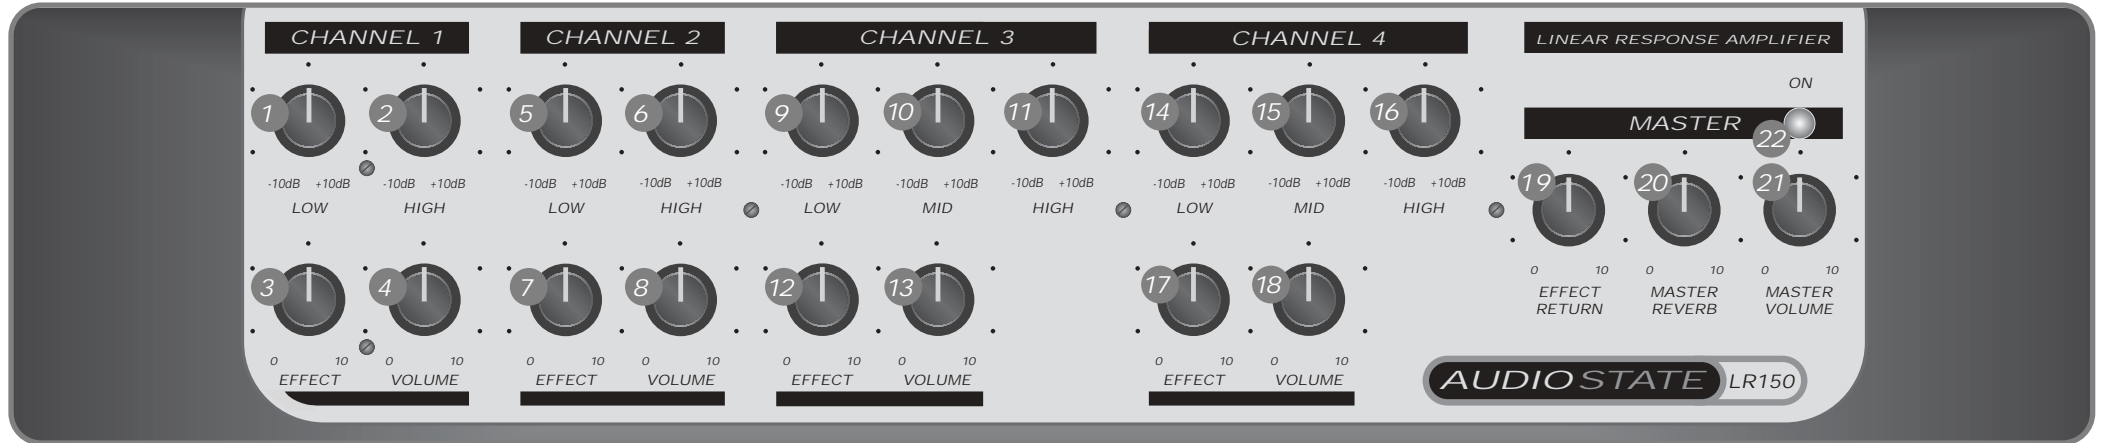 CHANNEL 1 CHANNEL 2 CHANNEL 3 CHANNEL 4 LINEAR RESPONSE AMPLIFIER
ON
MASTER
1 2 5 6 9 10 11 14 15 16 22
-10dB +10dB -10dB +10dB -10dB +10dB -10dB +10dB -10dB +10dB -10dB +10dB -10dB +10dB -10dB +10dB -10dB +10dB -10dB +10dB 19 20 21
LOW HIGH LOW HIGH LOW MID HIGH LOW MID HIGH
0 10 0 10 0 10
3 4 7 8 12 13 17 18 EFFECT MASTER MASTER
RETURN REVERB VOLUME
0 10 0 10 0 10 0 10 0 10 0 10 0 10 0 10
EFFECT VOLUME EFFECT VOLUME EFFECT VOLUME EFFECT VOLUME AUDIOSTATE LR150